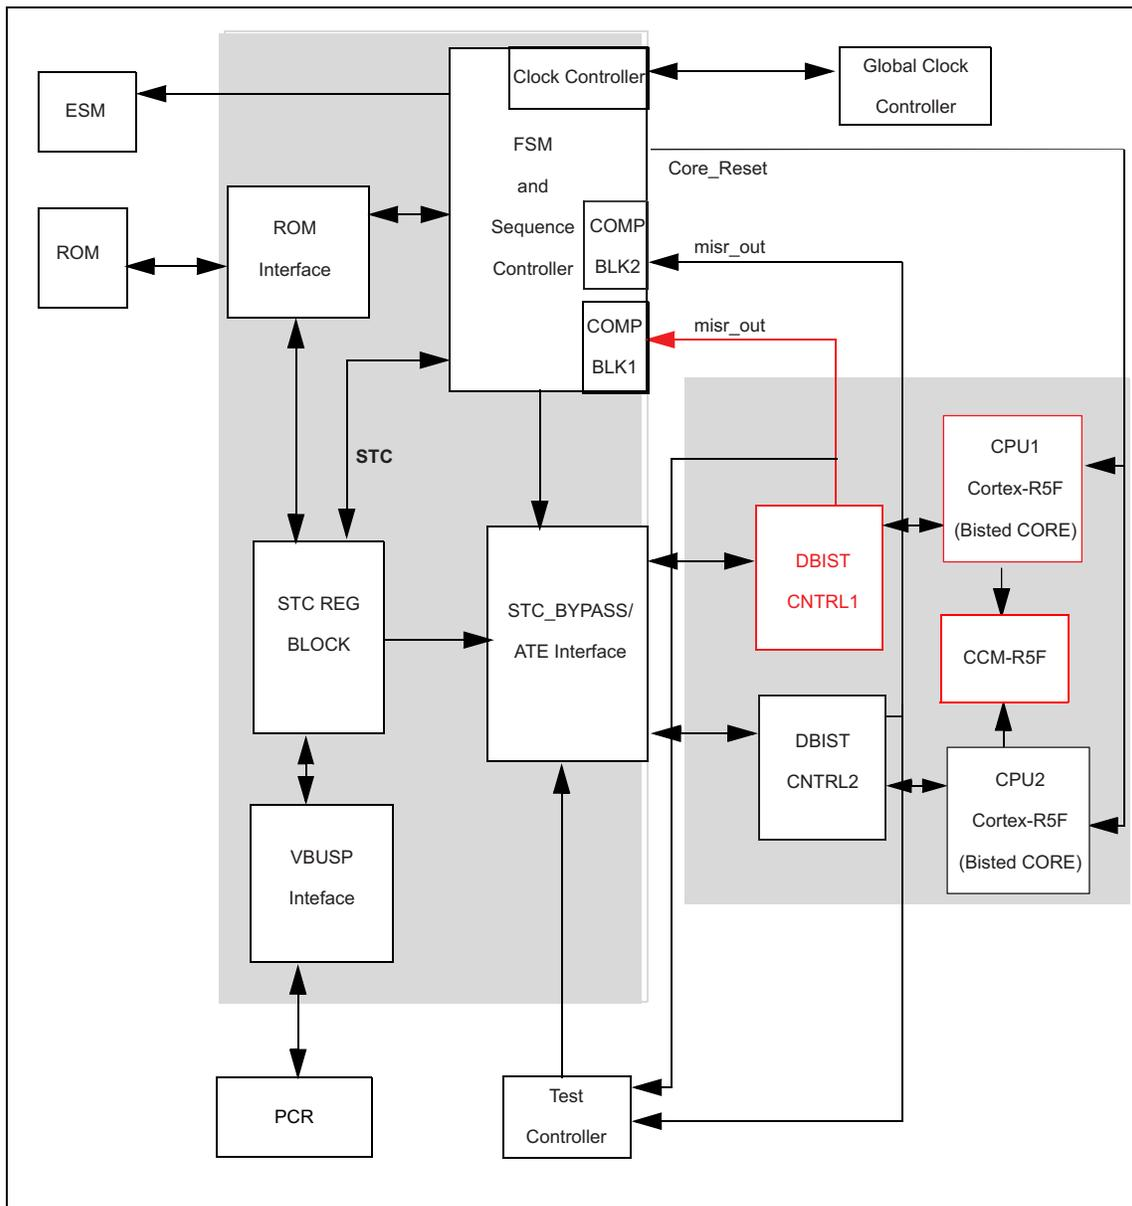 Clock Controller
Global Clock
Controller
ESM
FSM
and
Sequence
Controller
Core_Reset
ROM
ROM
Interface
COMP
BLK2
misr_out
COMP
BLK1
misr_out
STC
CPU1
Cortex-R5F
(Bisted CORE)
DBIST
CNTRL1
STC REG
BLOCK
STC_BYPASS/
ATE Interface
CCM-R5F
DBIST
CNTRL2
CPU2
Cortex-R5F
(Bisted CORE)
VBUSP
Inteface
PCR
Test
Controller